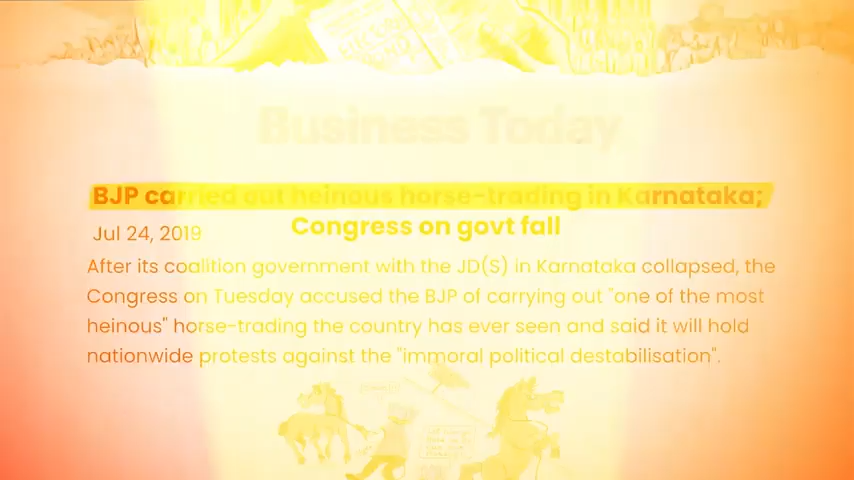 Business Today
BJP carried out heinous horse-trading in Karnataka;
Congress on govt fall
Jul 24, 2019
After its coalition government with the JD(S) in Karnataka collapsed, the
Congress on Tuesday accused the BJP of carrying out "one of the most
heinous" horse-trading the country has ever seen and said it will hold
nationwide protests against the "immoral political destabilisation".